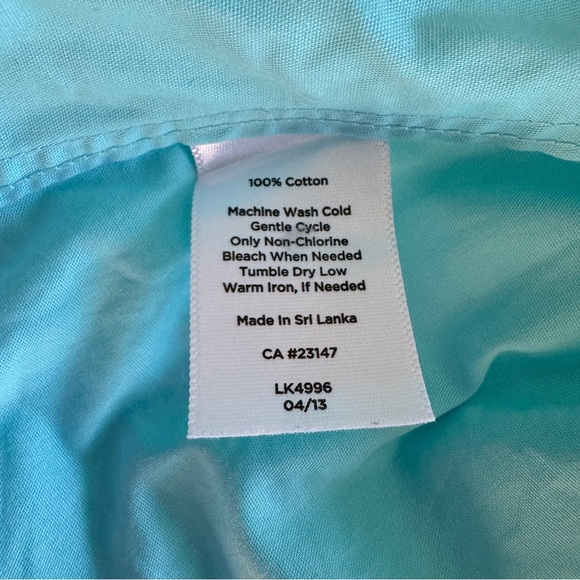 100% Cotton
Machine Wash Cold
Gentle Cycle
Only Non-Chlorine
Bleach When Needed
Tumble Dry Low
Warm Iron, If Needed
Made In Sri Lanka
CA #23147
LK4996
04/13